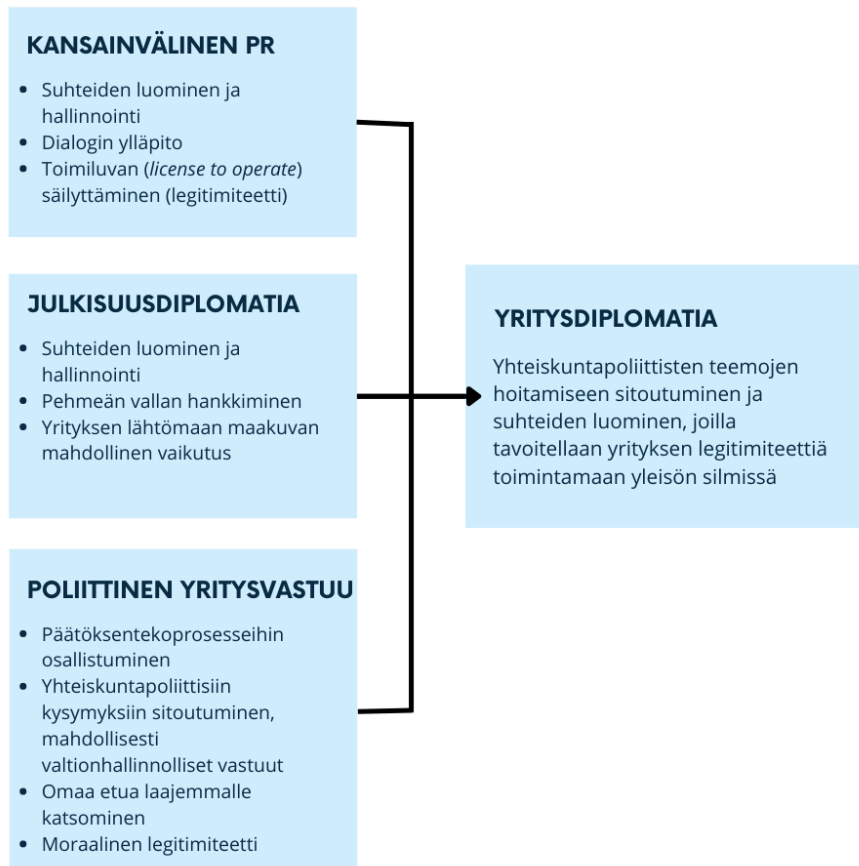 KANSAINVÄLINEN PR
• Suhteiden luominen ja
hallinnointi
• Dialogin ylläpito
• Toimiluvan (license to operate)
säilyttäminen (legitimiteetti)
JULKISUUSDIPLOMATIA
• Suhteiden luominen ja
hallinnointi
• Pehmeän vallan hankkiminen
• Yrityksen lähtömaan maakuvan
mahdollinen vaikutus
POLIITTINEN YRITYSVASTUU
• Päätöksentekoprosesseihin
osallistuminen
• Yhteiskuntapoliittisiin
kysymyksiin sitoutuminen,
mahdollisesti
valtionhallinnolliset vastuut
• Omaa etua laajemmalle
katsominen
• Moraalinen legitimiteetti
YRITYSDIPLOMATIA
Yhteiskuntapoliittisten teemojen
hoitamiseen sitoutuminen ja
suhteiden luominen, joilla
tavoitellaan yrityksen legitimiteettiä
toimintamaan yleisön silmissä